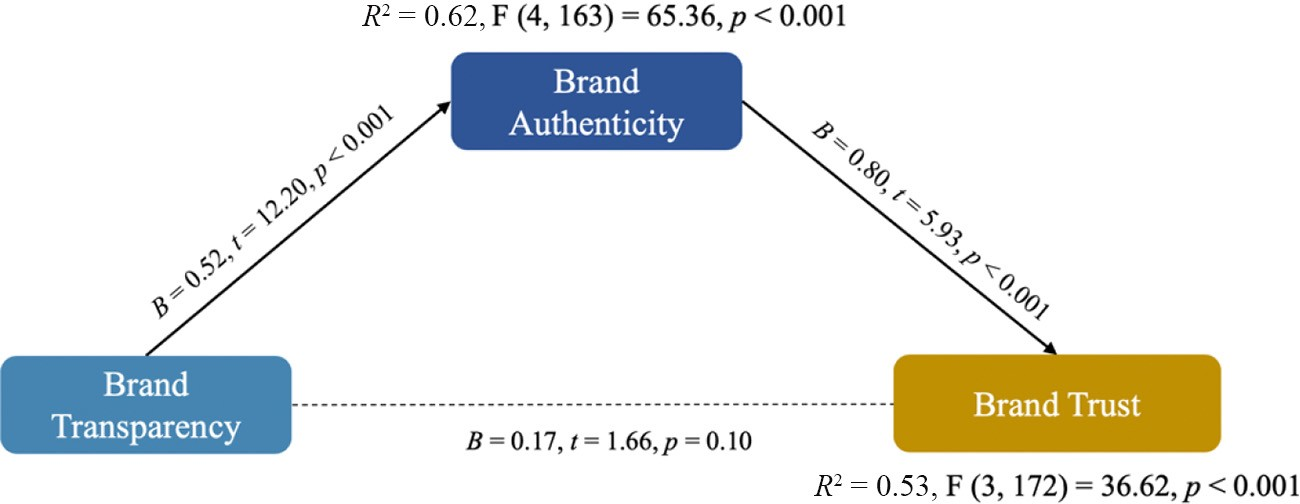 R² = 0.62, F (4, 163) = 65.36, p < 0.001
Brand
Authenticity
B = 0.52, t = 12.20, p < 0.001
B = 0.80, t = 5.93, p < 0.001
Brand
Transparency
Brand Trust
B = 0.17, t = 1.66, p = 0.10
R² = 0.53, F (3, 172) = 36.62, p < 0.001